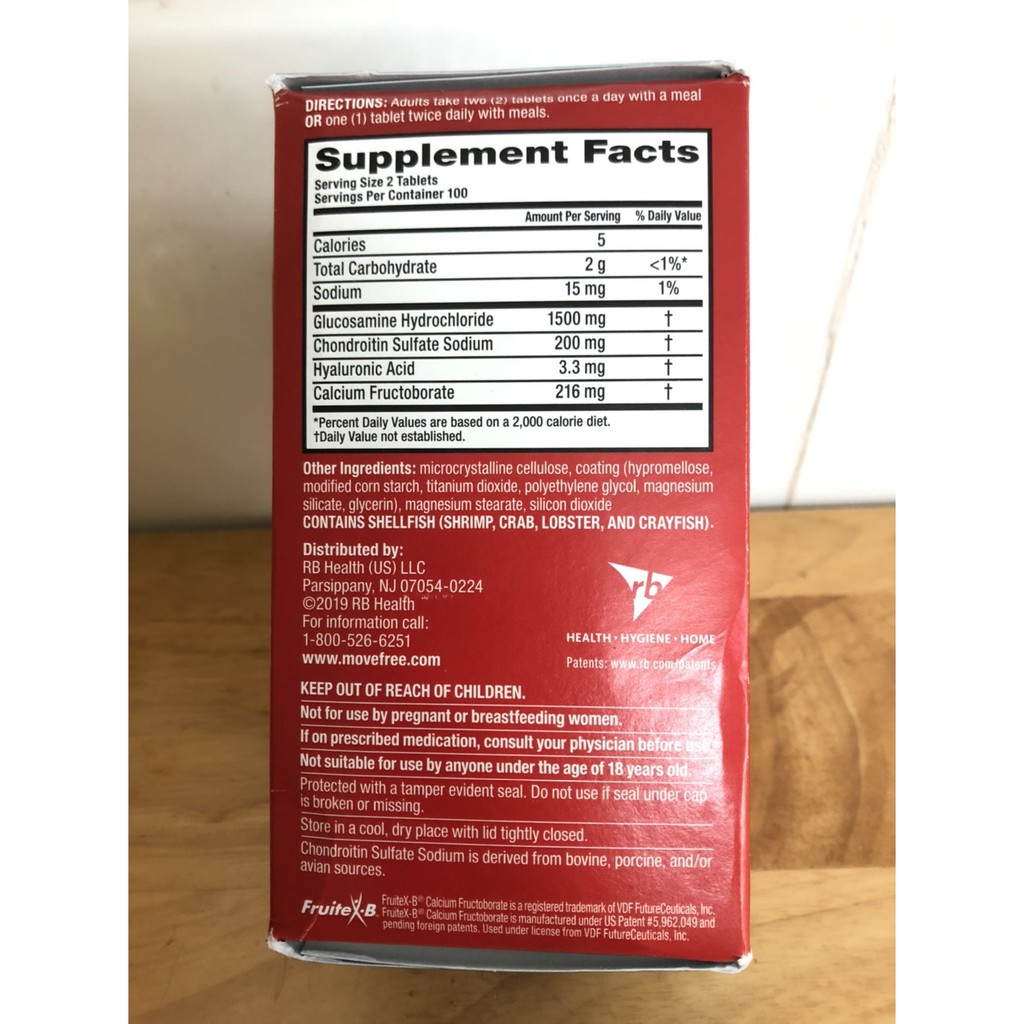 DIRECTIONS: Adults take two (2) tablets once a day with a meal
OR one (1) tablet twice daily with meals.
Supplement Facts
Serving Size 2 Tablets
Servings Per Container 100
Amount Per Serving % Daily Value
Calories 5
Total Carbohydrate 2 g <1%*
Sodium 15 mg 1%
Glucosamine Hydrochloride 1500 mg †
Chondroitin Sulfate Sodium 200 mg †
Hyaluronic Acid 3.3 mg †
Calcium Fructoborate 216 mg †
*Percent Daily Values are based on a 2,000 calorie diet.
†Daily Value not established.
Other Ingredients: microcrystalline cellulose, coating (hypromellose,
modified corn starch, titanium dioxide, polyethylene glycol, magnesium
silicate, glycerin), magnesium stearate, silicon dioxide
CONTAINS SHELLFISH (SHRIMP, CRAB, LOBSTER, AND CRAYFISH).
Distributed by:
RB Health (US) LLC
Parsippany, NJ 07054-0224
©2019 RB Health
For information call:
1-800-526-6251
www.movefree.com
rb
HEALTH • HYGIENE • HOME
Patents: www.rb.com/patents
KEEP OUT OF REACH OF CHILDREN.
Not for use by pregnant or breastfeeding women.
If on prescribed medication, consult your physician before use.
Not suitable for use by anyone under the age of 18 years old.
Protected with a tamper evident seal. Do not use if seal under cap
is broken or missing.
Store in a cool, dry place with lid tightly closed.
Chondroitin Sulfate Sodium is derived from bovine, porcine, and/or
avian sources.
FruiteX-B®
FruiteX-B® Calcium Fructoborate is a registered trademark of VDF FutureCeuticals, Inc.
FruiteX-B® Calcium Fructoborate is manufactured under US Patent #5,962,049 and
pending foreign patents. Used under license from VDF FutureCeuticals, Inc.